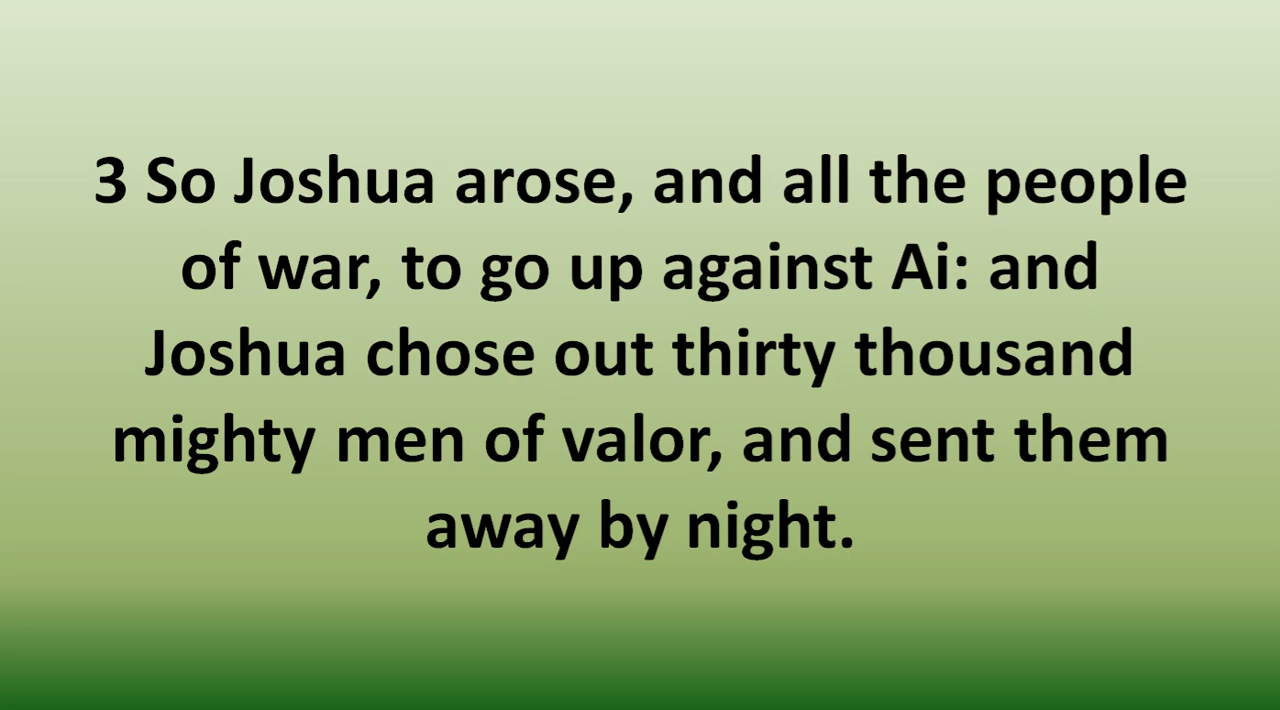 3 So Joshua arose, and all the people
of war, to go up against Ai: and
Joshua chose out thirty thousand
mighty men of valor, and sent them
away by night.